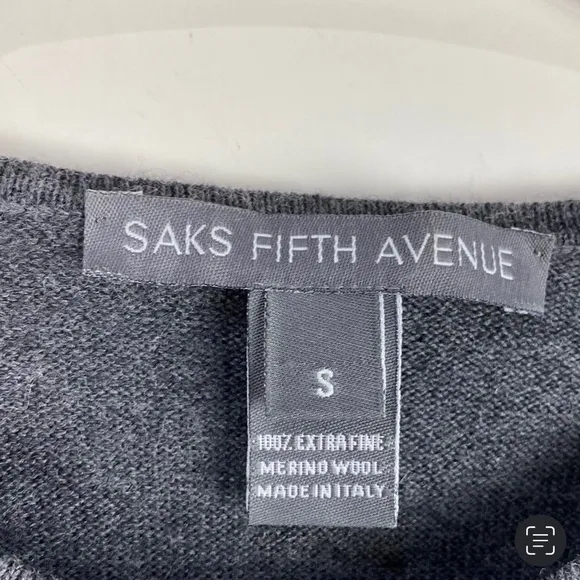 SAKS FIFTH AVENUE
S
100% EXTRA FINE
MERINO WOOL
MADE IN ITALY